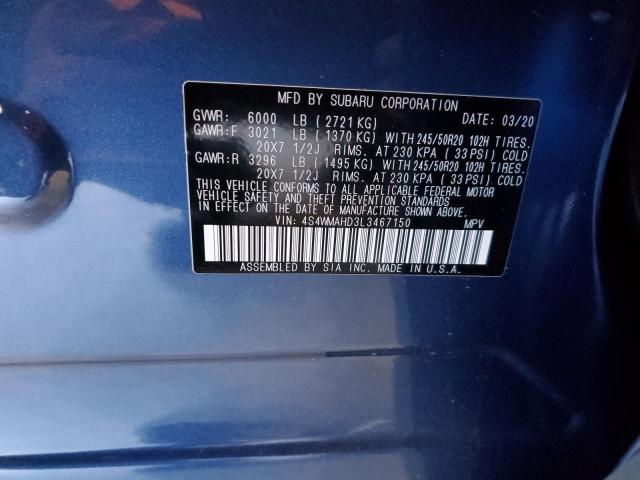 MFD BY SUBARU CORPORATION DATE: 03/20
GVWR: 6000 LB (2721 KG)
GAWR:F 3021 LB (1370 KG) WITH 245/50R20 102H TIRES.
20X7 1/2J RIMS. AT 230 KPA (33 PSI) COLD
GAWR:R 3296 LB (1495 KG) WITH 245/50R20 102H TIRES.
20X7 1/2J RIMS. AT 230 KPA (33 PSI) COLD
THIS VEHICLE CONFORMS TO ALL APPLICABLE FEDERAL MOTOR
VEHICLE SAFETY AND THEFT PREVENTION STANDARDS
IN EFFECT ON THE DATE OF MANUFACTURE SHOWN ABOVE.
VIN: 4S4WMAHD3L3467150 MPV
ASSEMBLED BY SIA INC. MADE IN U.S.A.